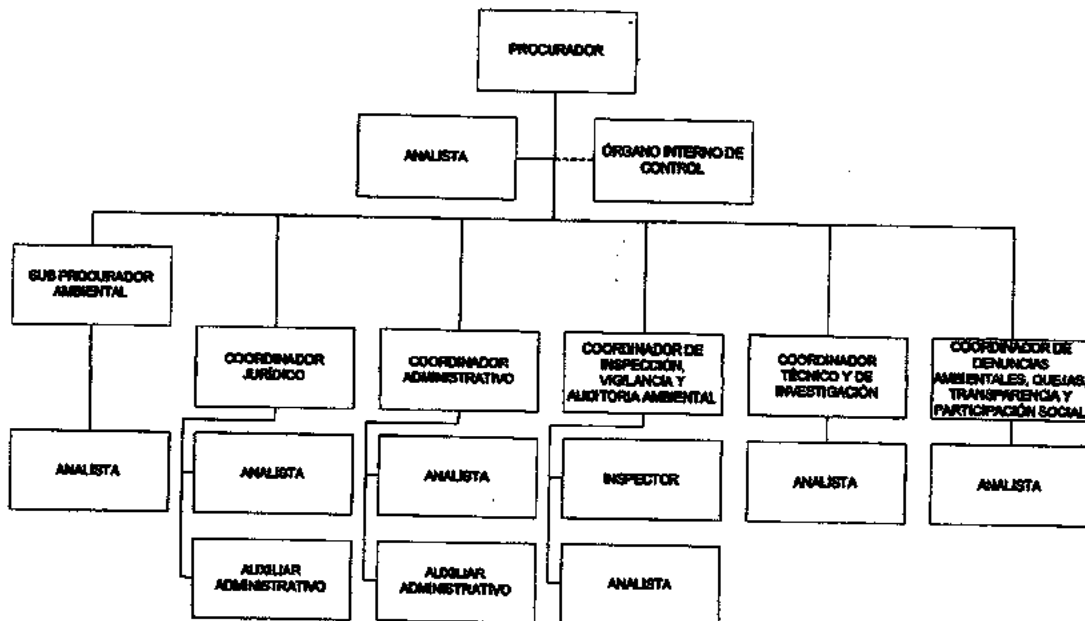 PROCURADOR
ANALISTA
ÓRGANO INTERNO DE
CONTROL
SUB PROCURADOR
AMBIENTAL
COORDINADOR
JURÍDICO
COORDINADOR
ADMINISTRATIVO
COORDINADOR DE
INSPECCIÓN,
VIGILANCIA Y
AUDITORIA AMBIENTAL
COORDINADOR
TÉCNICO Y DE
INVESTIGACIÓN
COORDINADOR DE
DENUNCIAS
AMBIENTALES, QUEJAS,
TRANSPARENCIA Y
PARTICIPACIÓN SOCIAL
ANALISTA
ANALISTA
ANALISTA
INSPECTOR
ANALISTA
ANALISTA
AUXILIAR
ADMINISTRATIVO
AUXILIAR
ADMINISTRATIVO
ANALISTA